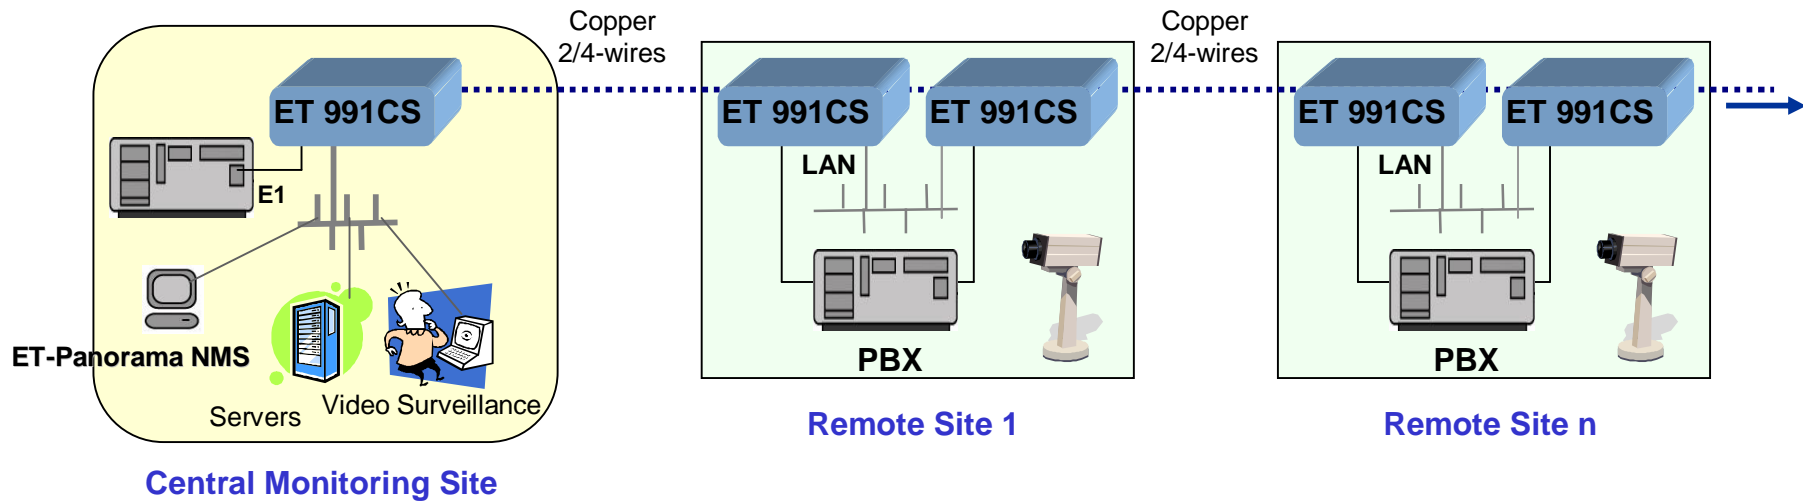 Copper
2/4-wires
Copper
2/4-wires
ET 991CS
ET 991CS
ET 991CS
ET 991CS
ET 991CS
E1
LAN
LAN
ET-Panorama NMS
Servers
Video Surveillance
PBX
PBX
Remote Site 1
Remote Site n
Central Monitoring Site